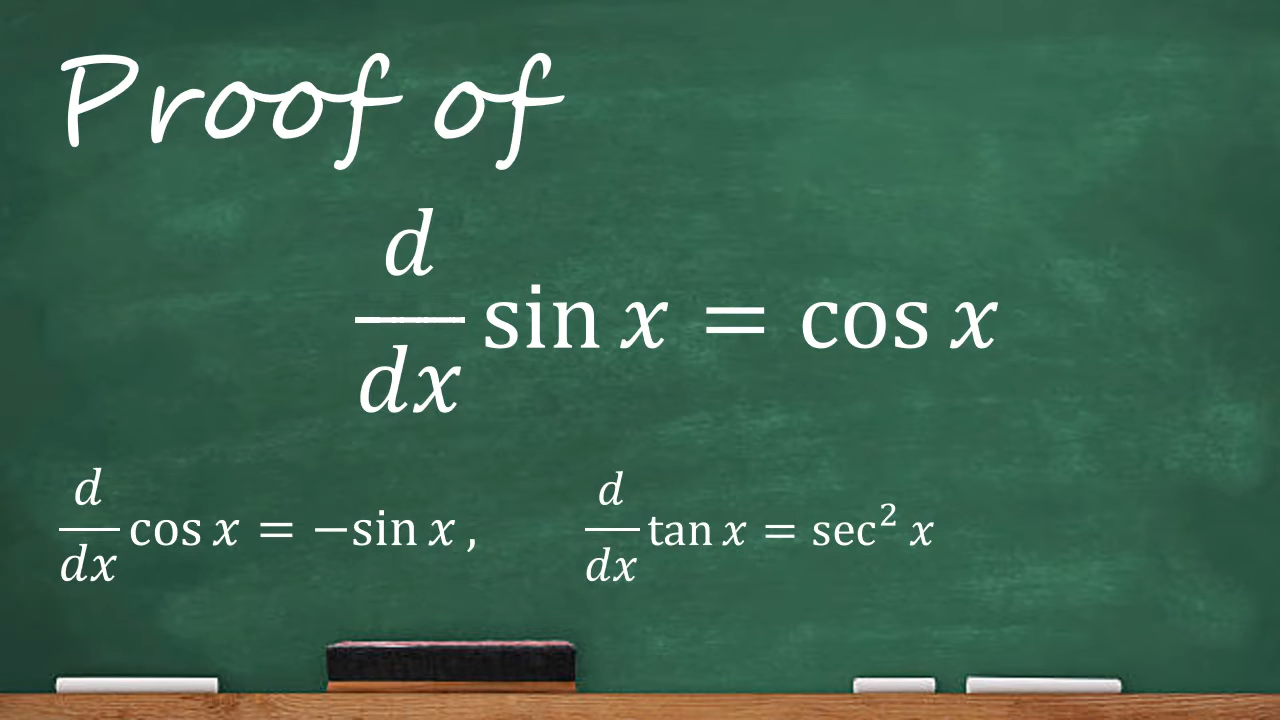 Proof of
d/dx sin x = cos x
d/dx cos x = −sin x , d/dx tan x = sec² x